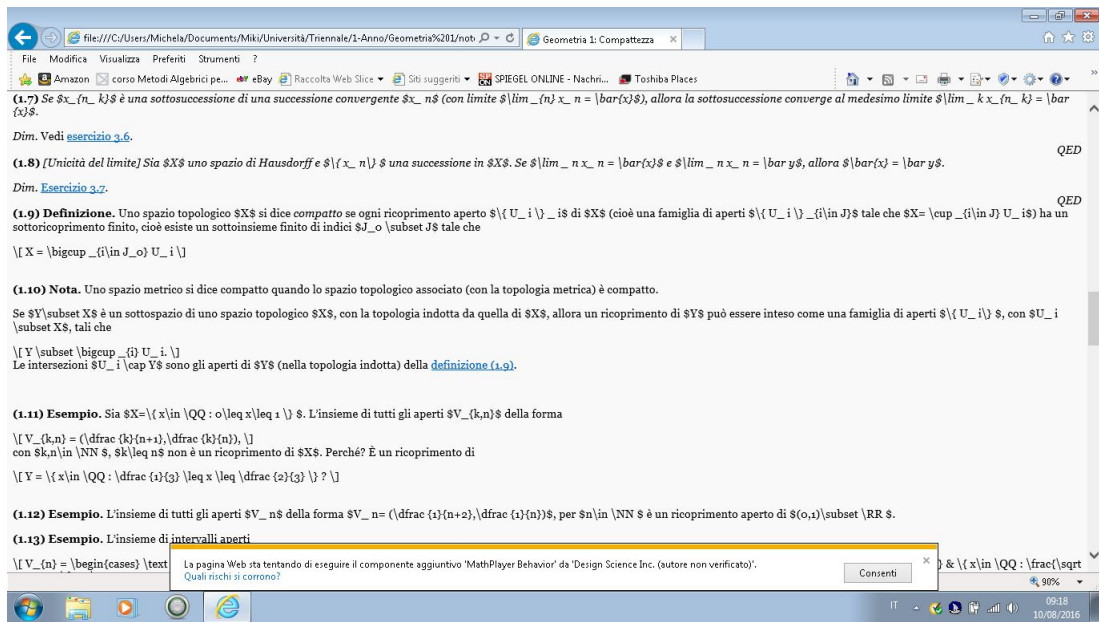 file:///C:/Users/Michela/Documents/Miki/Università/Triennale/1-Anno/Geometria%201/not
Geometria 1: Compattezza
File Modifica Visualizza Preferiti Strumenti ?
Amazon corso Metodi Algebrici pe... eBay Raccolta Web Slice Siti suggeriti SPIEGEL ONLINE - Nachri... Toshiba Places
(1.7) Se $x_{n_ k}$ è una sottosuccessione di una successione convergente $x_ n$ (con limite $\lim _{n} x_ n = \bar{x}$), allora la sottosuccessione converge al medesimo limite $\lim _ k x_{n_ k} = \bar
{x}$.
Dim. Vedi esercizio 3.6.
QED
(1.8) [Unicità del limite] Sia $X$ uno spazio di Hausdorff e $\{ x_ n\} $ una successione in $X$. Se $\lim _ n x_ n = \bar{x}$ e $\lim _ n x_ n = \bar y$, allora $\bar{x} = \bar y$.
Dim. Esercizio 3.7.
QED
(1.9) Definizione. Uno spazio topologico $X$ si dice compatto se ogni ricoprimento aperto $\{ U_ i \} _ i$ di $X$ (cioè una famiglia di aperti $\{ U_ i \} _{i\in J}$ tale che $X= \cup _{i\in J} U_ i$) ha un
sottoricoprimento finito, cioè esiste un sottoinsieme finito di indici $J_o \subset J$ tale che
\[ X = \bigcup _{i\in J_o} U_ i \]
(1.10) Nota. Uno spazio metrico si dice compatto quando lo spazio topologico associato (con la topologia metrica) è compatto.
Se $Y\subset X$ è un sottospazio di uno spazio topologico $X$, con la topologia indotta da quella di $X$, allora un ricoprimento di $Y$ può essere inteso come una famiglia di aperti $\{ U_ i\} $, con $U_ i
\subset X$, tali che
\[ Y \subset \bigcup _{i} U_ i. \]
Le intersezioni $U_ i \cap Y$ sono gli aperti di $Y$ (nella topologia indotta) della definizione (1.9).
(1.11) Esempio. Sia $X=\{ x\in \QQ : 0\leq x\leq 1 \} $. L'insieme di tutti gli aperti $V_{k,n}$ della forma
\[ V_{k,n} = (\dfrac {k}{n+1},\dfrac {k}{n}), \]
con $k,n\in \NN $, $k\leq n$ non è un ricoprimento di $X$. Perché? È un ricoprimento di
\[ Y = \{ x\in \QQ : \dfrac {1}{3} \leq x \leq \dfrac {2}{3} \} ? \]
(1.12) Esempio. L'insieme di tutti gli aperti $V_ n$ della forma $V_ n= (\dfrac {1}{n+2},\dfrac {1}{n})$, per $n\in \NN $ è un ricoprimento aperto di $(0,1)\subset \RR $.
(1.13) Esempio. L'insieme di intervalli aperti
\[ V_{n} = \begin{cases} \text
} & \{ x\in \QQ : \frac{\sqrt
La pagina Web sta tentando di eseguire il componente aggiuntivo 'MathPlayer Behavior' da 'Design Science Inc. (autore non verificato)'.
Quali rischi si corrono?
Consenti
90%
IT
09:18
10/08/2016